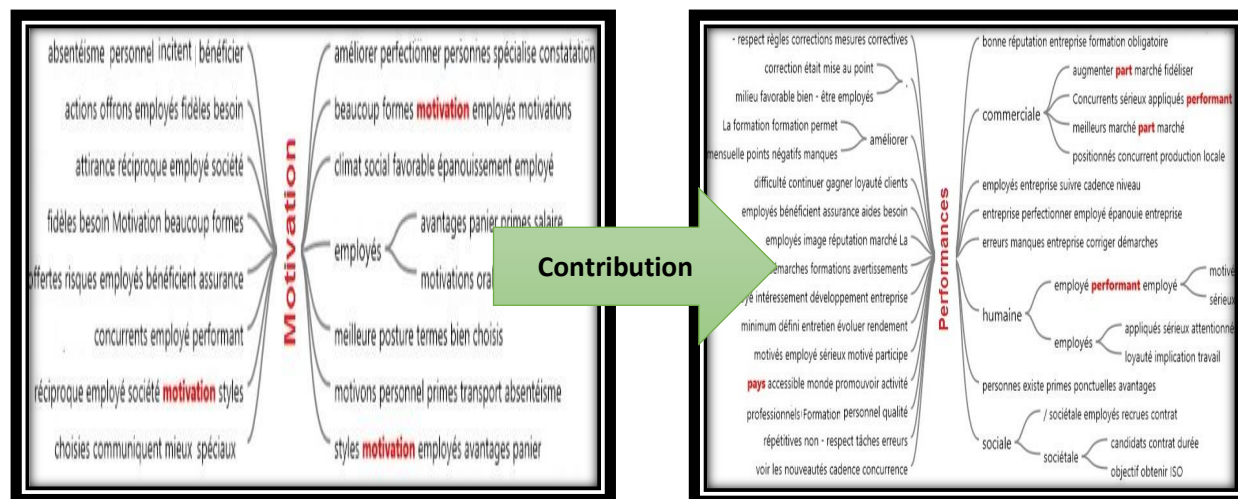 absentéisme personnel incitent bénéficier
actions offrons employés fidèles besoin
attirance réciproque employé société
fidèles besoin Motivation beaucoup formes
offertes risques employés bénéficient assurance
concurrents employé performant
réciproque employé société motivation styles
choisies communiquent mieux spéciaux
Motivation
améliorer perfectionner personnes spécialise constatation
beaucoup formes motivation employés motivations
climat social favorable épanouissement employé
employés
avantages panier primes salaire
motivations
meilleure posture termes bien choisis
motivons personnel primes transport absentéisme
styles motivation employés avantages panier
Contribution
- respect règles corrections mesures correctives
correction était mise au point
milieu favorable bien - être employés
.
La formation formation permet
mensuelle points négatifs manques
améliorer
difficulté continuer gagner loyauté clients
employés bénéficient assurance aides besoin
employés image réputation marché La
formations avertissements
intéressement développement entreprise
minimum défini entretien évoluer rendement
motivés employé sérieux motivé participe
pays accessible monde promouvoir activité
professionnels Formation personnel qualité
répétitives non - respect tâches erreurs
voir les nouveautés cadence concurrence
Performances
bonne réputation entreprise formation obligatoire
commerciale
augmenter part marché fidéliser
Concurrents sérieux appliqués performant
meilleurs marché part marché
positionnés concurrent production locale
employés entreprise suivre cadence niveau
entreprise perfectionner employé épanouie entreprise
erreurs manques entreprise corriger démarches
humaine
employé performant employé
motivé
sérieux
employés
appliqués sérieux attentionné
loyauté implication travail
personnes existe primes ponctuelles avantages
sociale
/ sociétale employés recrues contrat
sociétale
candidats contrat durée
objectif obtenir ISO